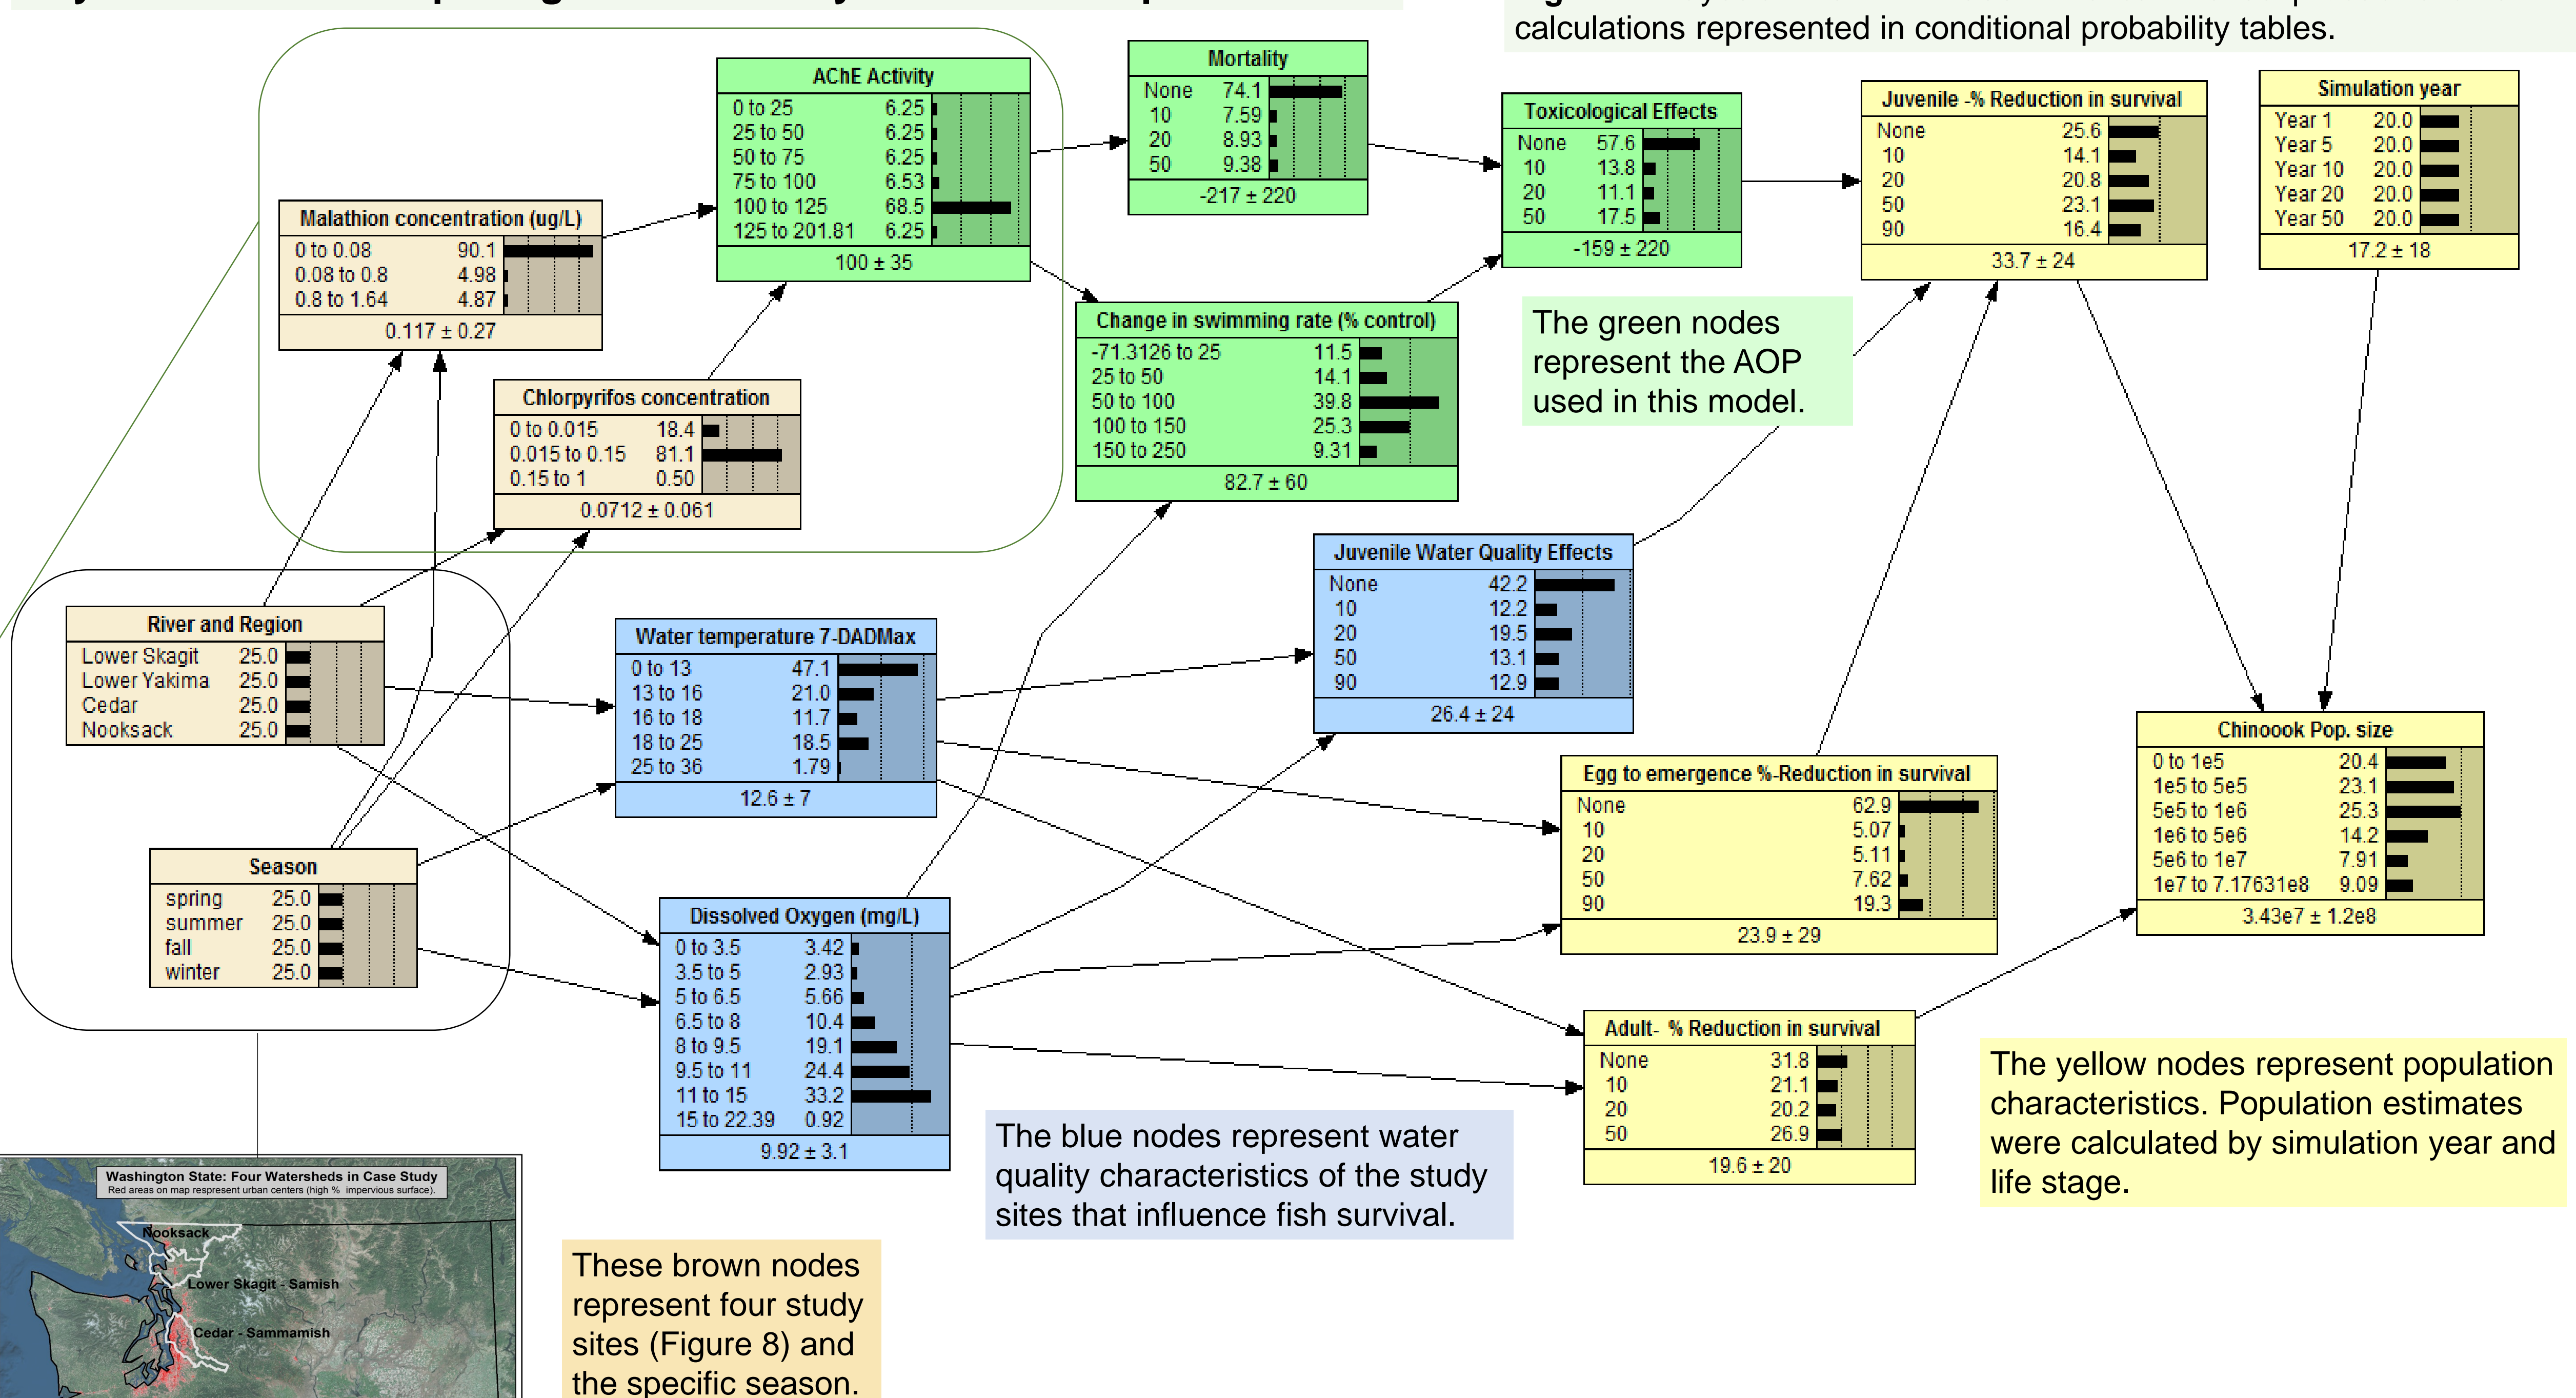 calculations represented in conditional probability tables.
AChE Activity
0 to 25 6.25
25 to 50 6.25
50 to 75 6.25
75 to 100 6.53
100 to 125 68.5
125 to 201.81 6.25
100 ± 35
Mortality
None 74.1
10 7.59
20 8.93
50 9.38
-217 ± 220
Toxicological Effects
None 57.6
10 13.8
20 11.1
50 17.5
-159 ± 220
Juvenile -% Reduction in survival
None 25.6
10 14.1
20 20.8
50 23.1
90 16.4
33.7 ± 24
Simulation year
Year 1 20.0
Year 5 20.0
Year 10 20.0
Year 20 20.0
Year 50 20.0
17.2 ± 18
Malathion concentration (ug/L)
0 to 0.08 90.1
0.08 to 0.8 4.98
0.8 to 1.64 4.87
0.117 ± 0.27
Chlorpyrifos concentration
0 to 0.015 18.4
0.015 to 0.15 81.1
0.15 to 1 0.50
0.0712 ± 0.061
Change in swimming rate (% control)
-71.3126 to 25 11.5
25 to 50 14.1
50 to 100 39.8
100 to 150 25.3
150 to 250 9.31
82.7 ± 60
The green nodes
represent the AOP
used in this model.
River and Region
Lower Skagit 25.0
Lower Yakima 25.0
Cedar 25.0
Nooksack 25.0
Water temperature 7-DADMax
0 to 13 47.1
13 to 16 21.0
16 to 18 11.7
18 to 25 18.5
25 to 36 1.79
12.6 ± 7
Juvenile Water Quality Effects
None 42.2
10 12.2
20 19.5
50 13.1
90 12.9
26.4 ± 24
Egg to emergence %-Reduction in survival
None 62.9
10 5.07
20 5.11
50 7.62
90 19.3
23.9 ± 29
Chinoook Pop. size
0 to 1e5 20.4
1e5 to 5e5 23.1
5e5 to 1e6 25.3
1e6 to 5e6 14.2
5e6 to 1e7 7.91
1e7 to 7.17631e8 9.09
3.43e7 ± 1.2e8
Season
spring 25.0
summer 25.0
fall 25.0
winter 25.0
Dissolved Oxygen (mg/L)
0 to 3.5 3.42
3.5 to 5 2.93
5 to 6.5 5.66
6.5 to 8 10.4
8 to 9.5 19.1
9.5 to 11 24.4
11 to 15 33.2
15 to 22.39 0.92
9.92 ± 3.1
Adult- % Reduction in survival
None 31.8
10 21.1
20 20.2
50 26.9
19.6 ± 20
The yellow nodes represent population
characteristics. Population estimates
were calculated by simulation year and
life stage.
The blue nodes represent water
quality characteristics of the study
sites that influence fish survival.
Washington State: Four Watersheds in Case Study
Red areas on map respresent urban centers (high % impervious surface).
Nooksack
Lower Skagit - Samish
Cedar - Sammamish
These brown nodes
represent four study
sites (Figure 8) and
the specific season.